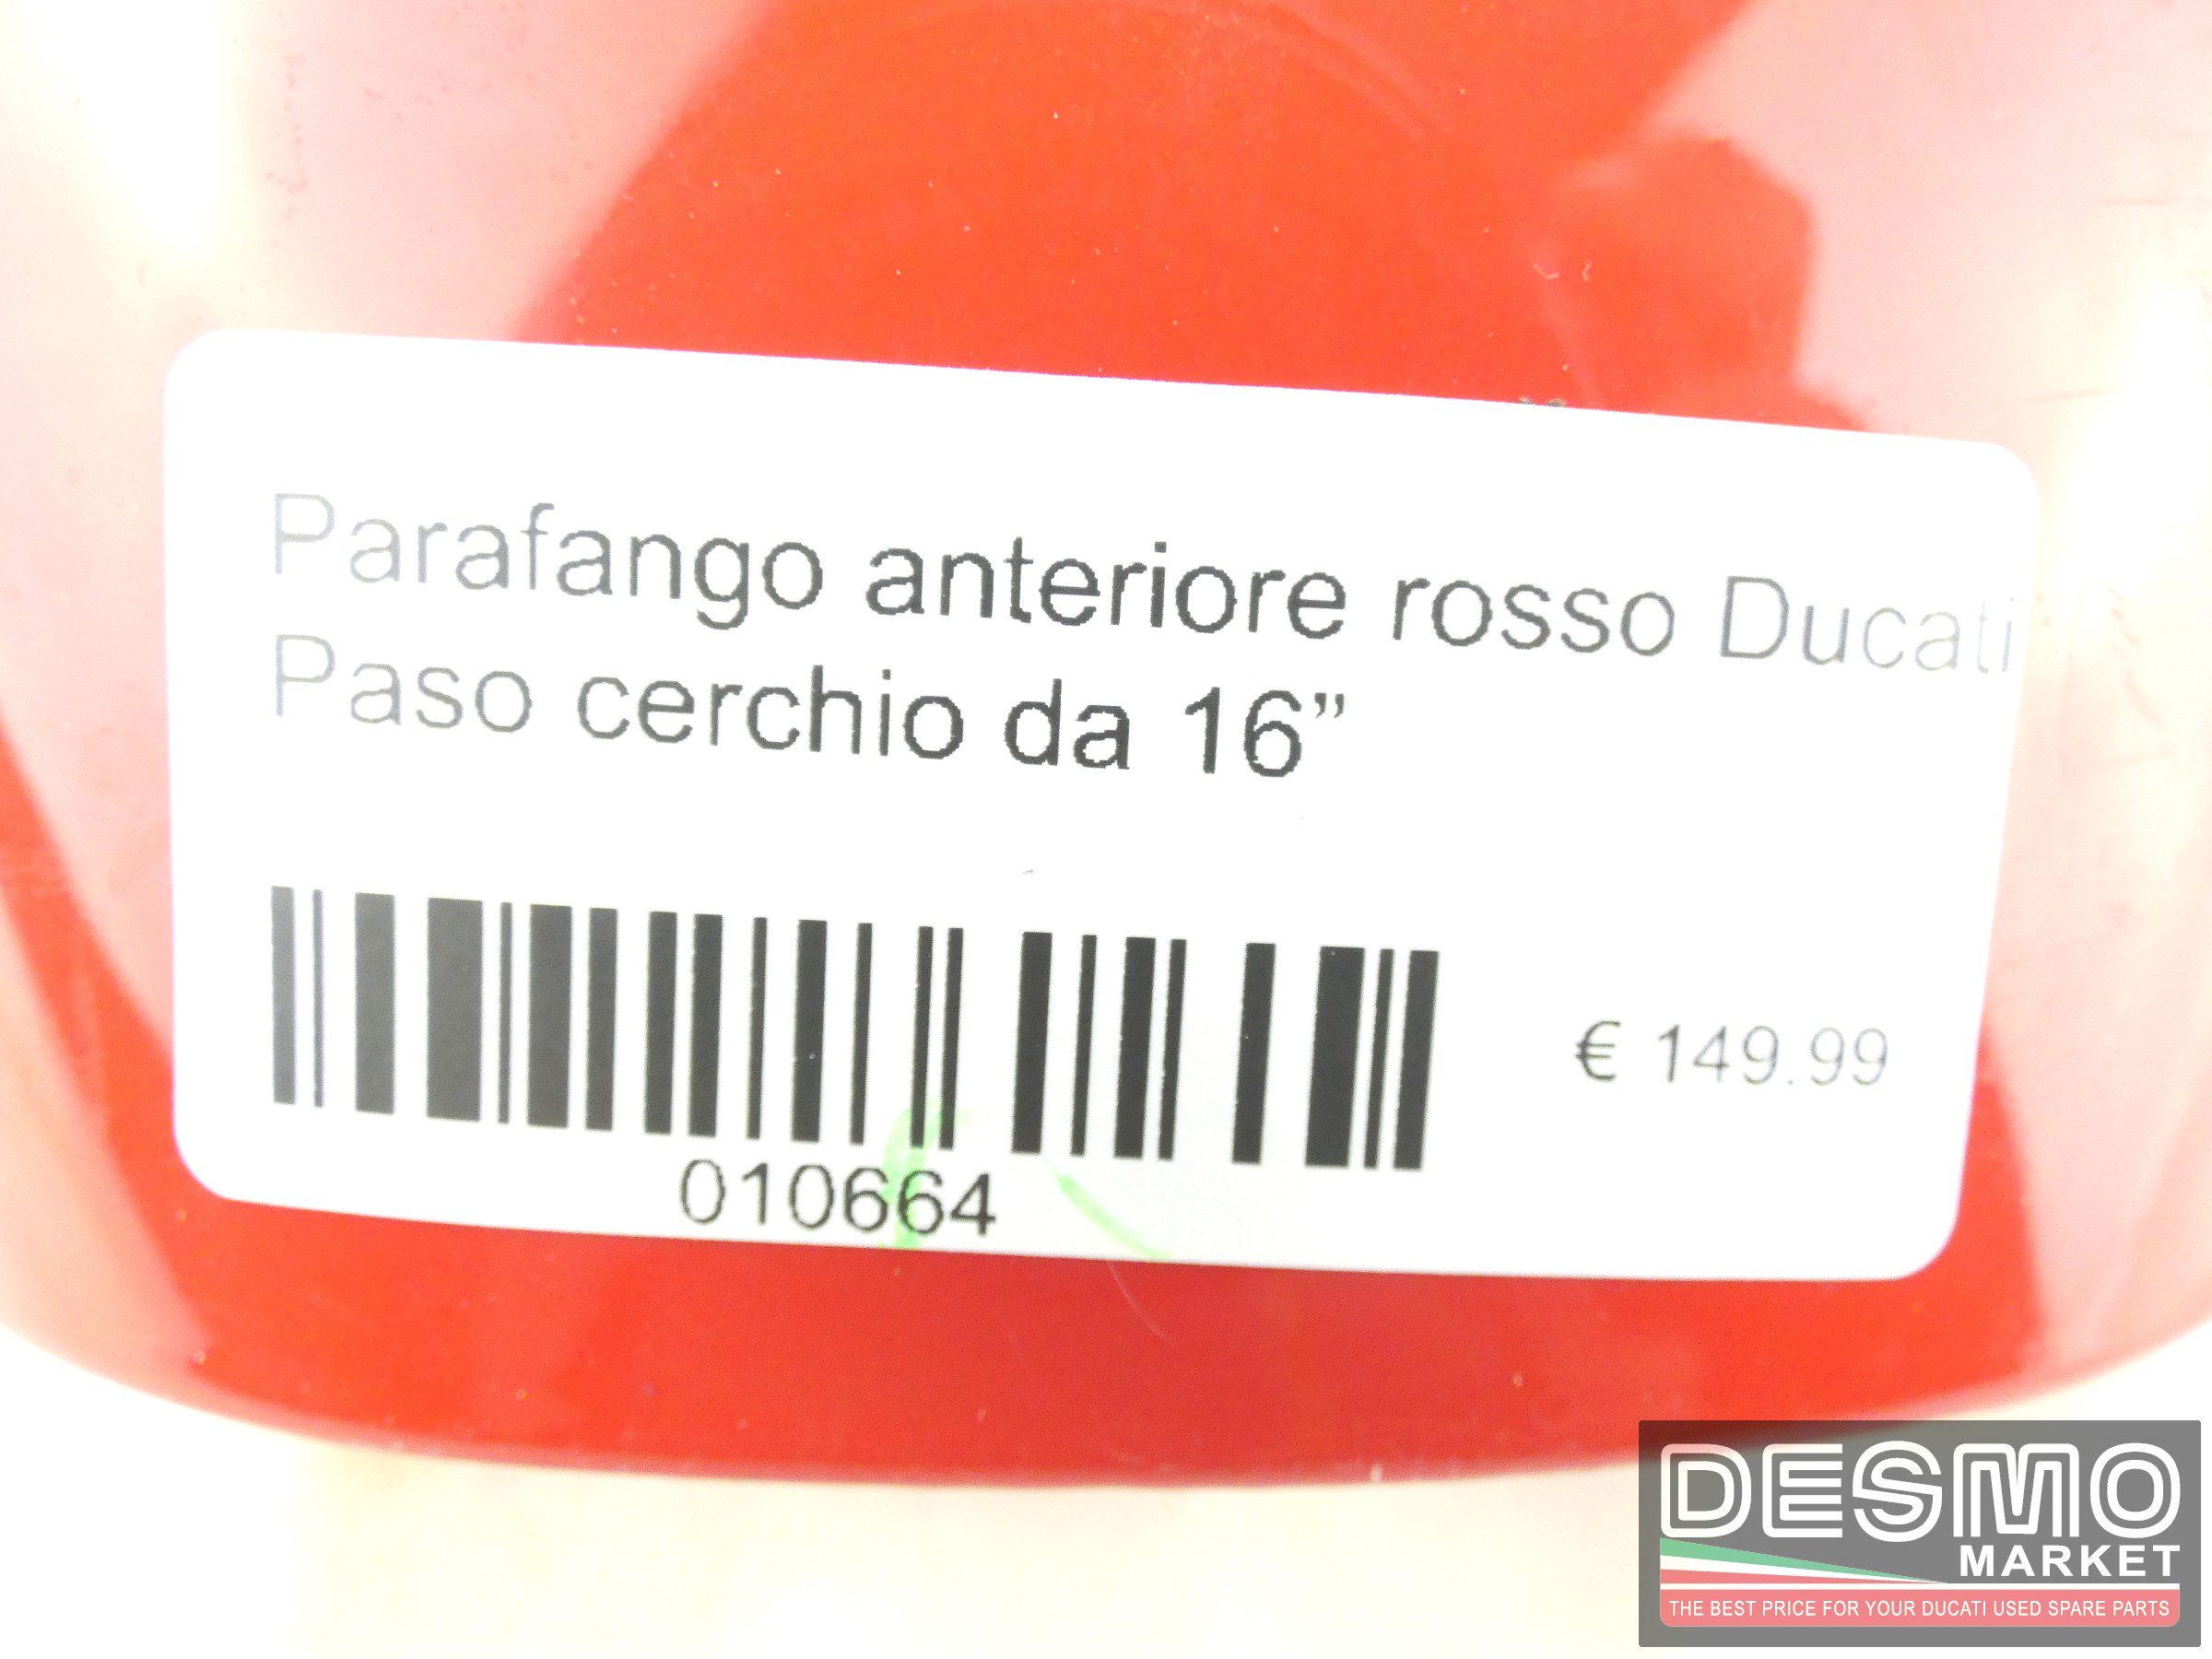 Parafango anteriore rosso Ducati
Paso cerchio da 16”
€ 149.99
010664
DESMO
MARKET
THE BEST PRICE FOR YOUR DUCATI USED SPARE PARTS